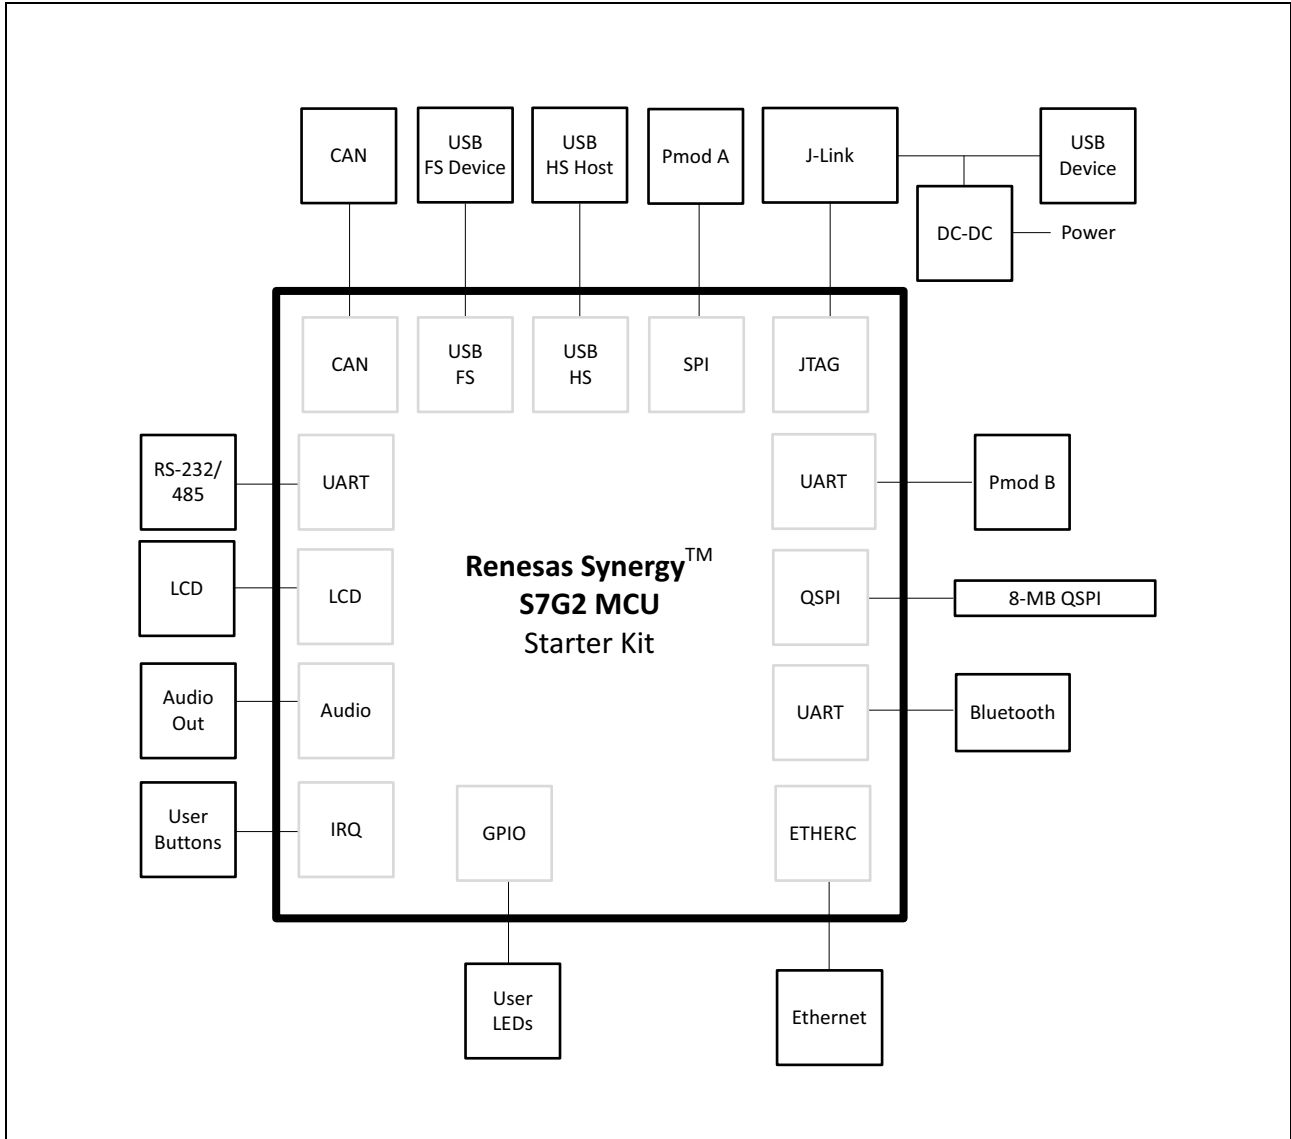 CAN
USB
FS Device
USB
HS Host
Pmod A
J-Link
USB
Device
DC-DC
Power
CAN
USB
FS
USB
HS
SPI
JTAG
RS-232/
485
UART
UART
Pmod B
LCD
LCD
Renesas Synergy™
S7G2 MCU
Starter Kit
QSPI
8-MB QSPI
Audio
Out
Audio
UART
Bluetooth
User
Buttons
IRQ
GPIO
ETHERC
User
LEDs
Ethernet